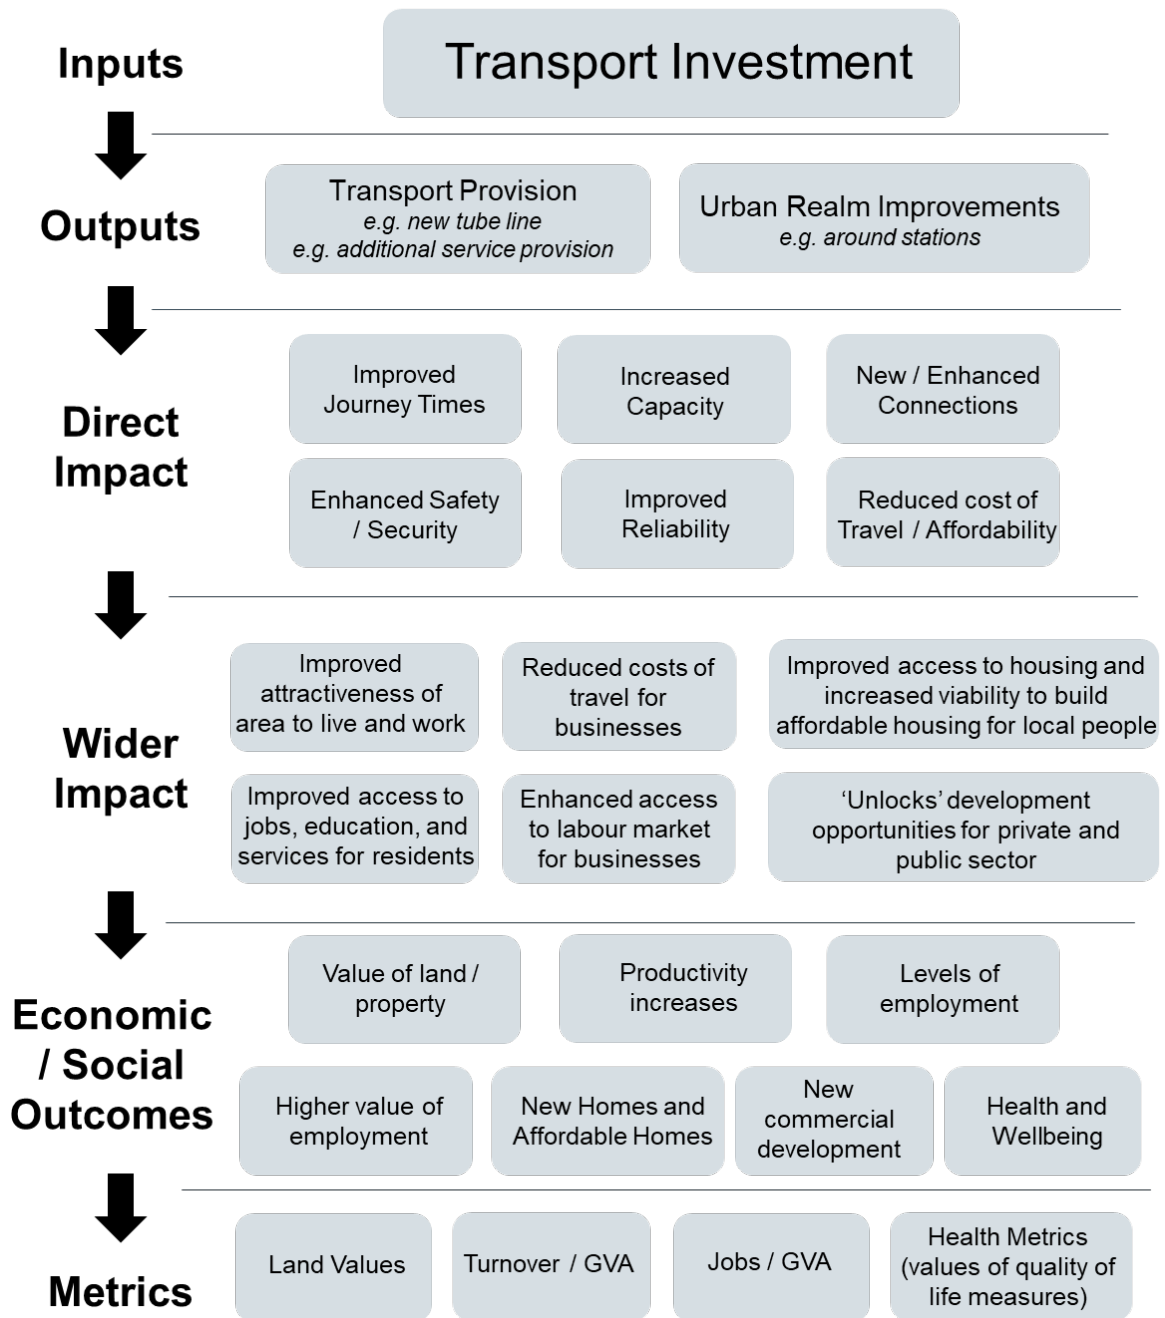 Inputs
Transport Investment
Outputs
Transport Provision
e.g. new tube line
e.g. additional service provision
Urban Realm Improvements
e.g. around stations
Direct
Impact
Improved
Journey Times
Increased
Capacity
New / Enhanced
Connections
Enhanced Safety
/ Security
Improved
Reliability
Reduced cost of
Travel / Affordability
Wider
Impact
Improved
attractiveness of
area to live and work
Reduced costs of
travel for
businesses
Improved access to housing and
increased viability to build
affordable housing for local people
Improved access to
jobs, education, and
services for residents
Enhanced access
to labour market
for businesses
‘Unlocks’ development
opportunities for private and
public sector
Economic
/ Social
Outcomes
Value of land /
property
Productivity
increases
Levels of
employment
Higher value of
employment
New Homes and
Affordable Homes
New
commercial
development
Health and
Wellbeing
Metrics
Land Values
Turnover / GVA
Jobs / GVA
Health Metrics
(values of quality of
life measures)